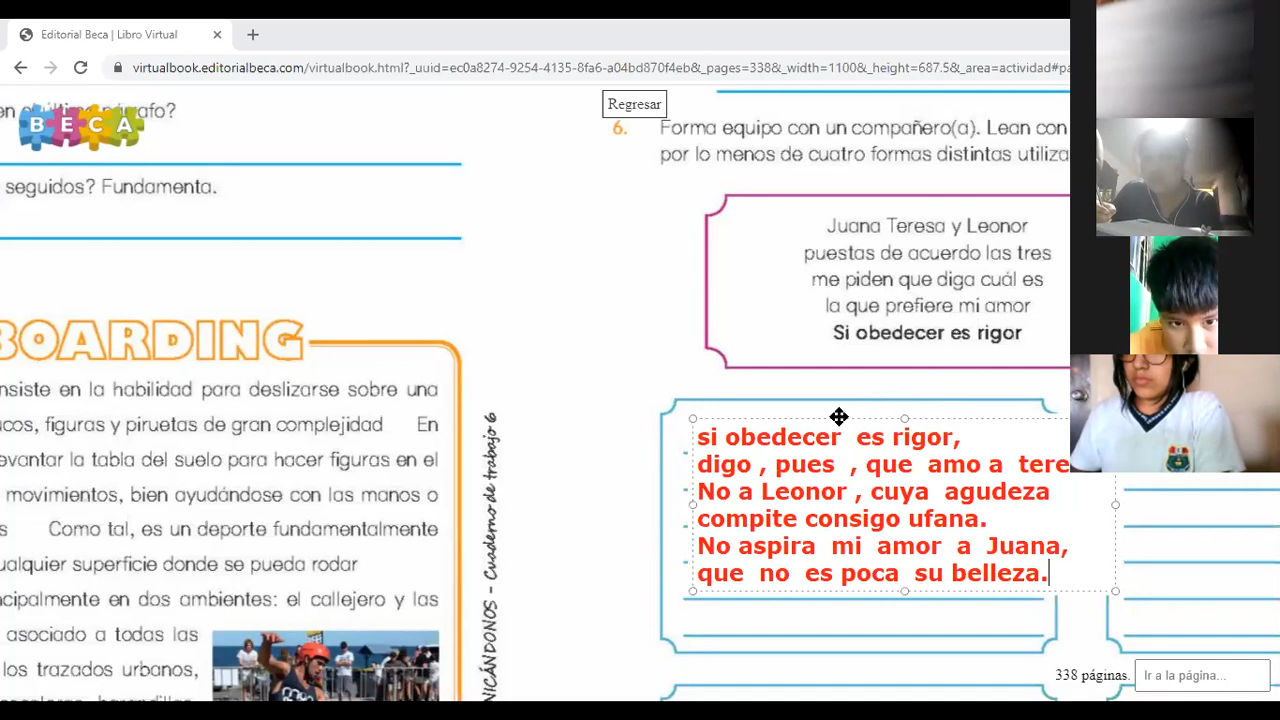 Editorial Beca | Libro Virtual
virtualbook.editorialbeca.com/virtualbook.html?_uuid=ec0a8274-9254-4135-8fa6-a04bd870f4eb&_pages=338&_width=1100&_height=687.5&_area=actividad#pa
BECA
seguidos? Fundamenta.
BOARDING
nsiste en la habilidad para deslizarse sobre una
ucos, figuras y piruetas de gran complejidad En
evantar la tabla del suelo para hacer figuras en el
movimientos, bien ayudándose con las manos o
s Como tal, es un deporte fundamentalmente
ualquier superficie donde se pueda rodar
ncipalmente en dos ambientes: el callejero y las
asociado a todas las
los trazados urbanos,
NICÁNDONOS - Cuaderno de trabajo 6
Regresar
6. Forma equipo con un compañero(a). Lean con
por lo menos de cuatro formas distintas utiliza
Juana Teresa y Leonor
puestas de acuerdo las tres
me piden que diga cuál es
la que prefiere mi amor
Si obedecer es rigor
si obedecer es rigor,
digo , pues , que amo a tere
No a Leonor , cuya agudeza
compite consigo ufana.
No aspira mi amor a Juana,
que no es poca su belleza.
338 páginas. Ir a la página...